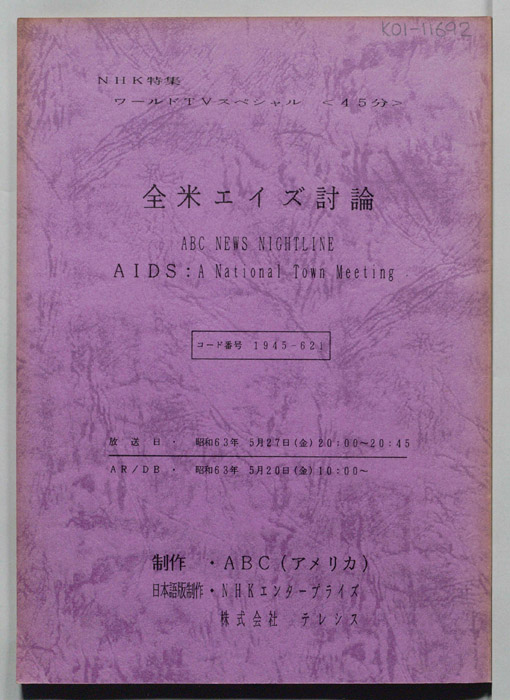 K01-11692
NHK特集
ワールドTVスペシャル <45分>
全米エイズ討論
ABC NEWS NIGHTLINE
AIDS:A National Town Meeting
コード番号 1945-621
放送日・ 昭和63年 5月27日(金)20:00~20:45
AR/DB・ 昭和63年 5月20日(金)10:00~
制作 ・ABC(アメリカ)
日本語版制作・NHKエンタープライズ
株式会社 テレシス